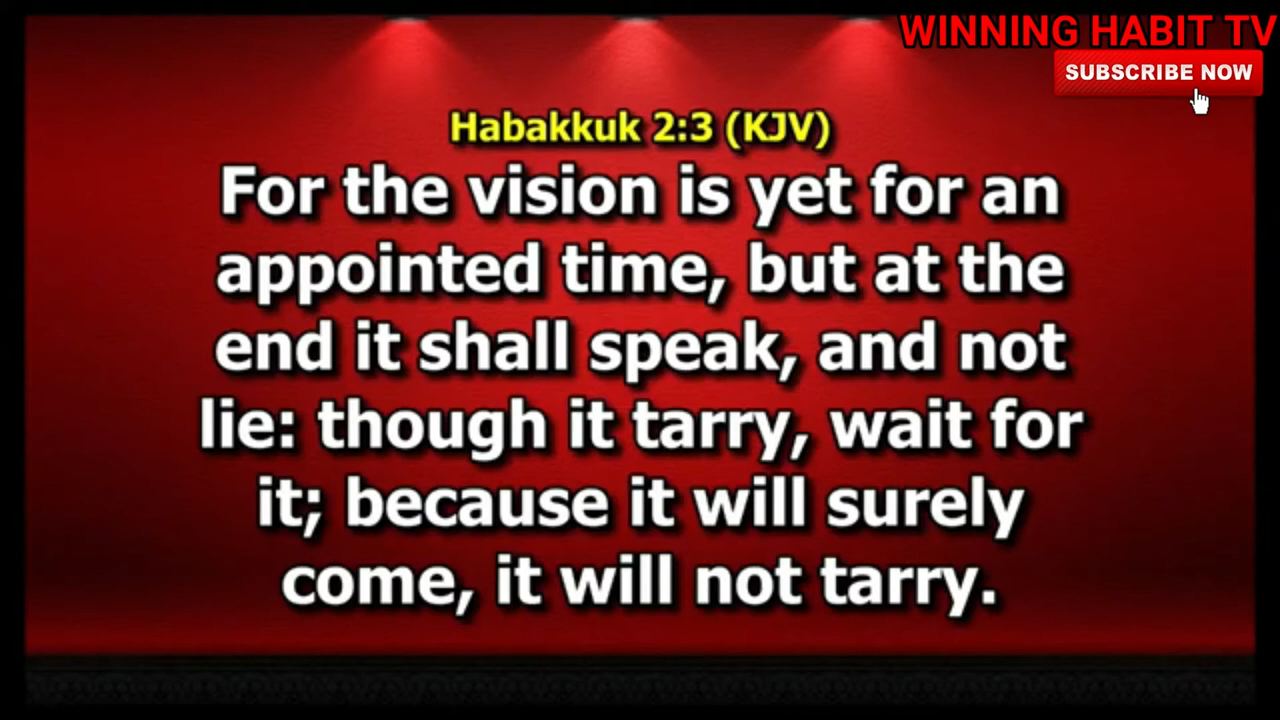 WINNING HABIT TV
SUBSCRIBE NOW
Habakkuk 2:3 (KJV)
For the vision is yet for an
appointed time, but at the
end it shall speak, and not
lie: though it tarry, wait for
it; because it will surely
come, it will not tarry.